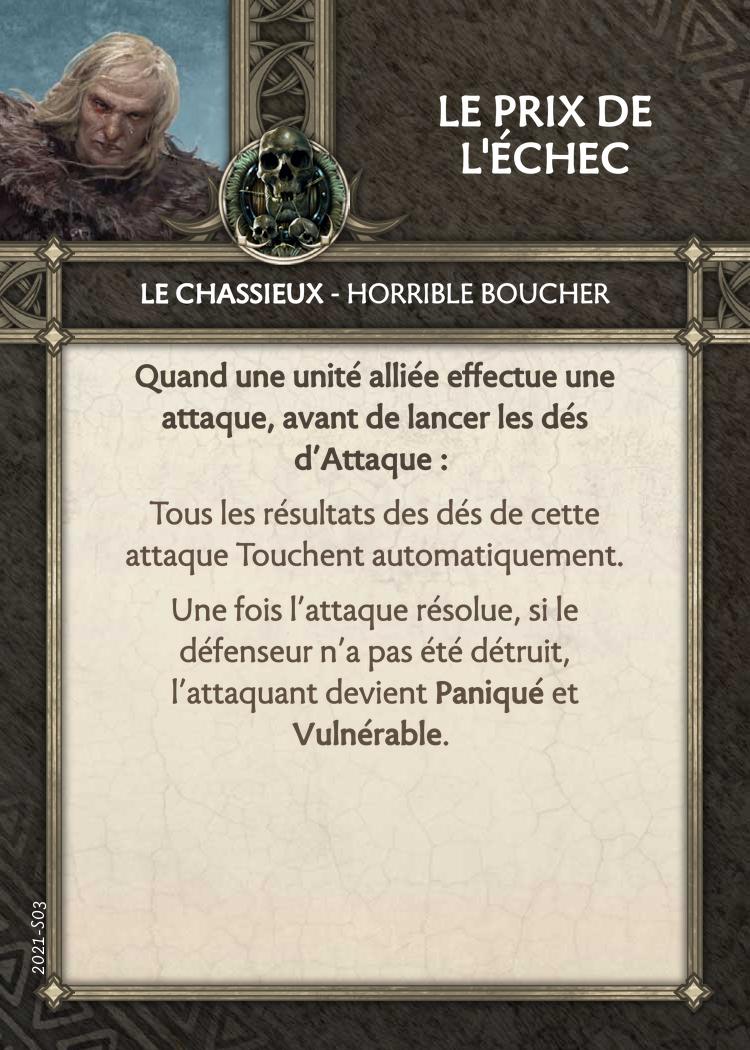 LE PRIX DE
L'ÉCHEC
LE CHASSIEUX - HORRIBLE BOUCHER
Quand une unité alliée effectue une
attaque, avant de lancer les dés
d’Attaque :
Tous les résultats des dés de cette
attaque Touchent automatiquement.
Une fois l’attaque résolue, si le
défenseur n’a pas été détruit,
l’attaquant devient Paniqué et
Vulnérable.
2021-S03